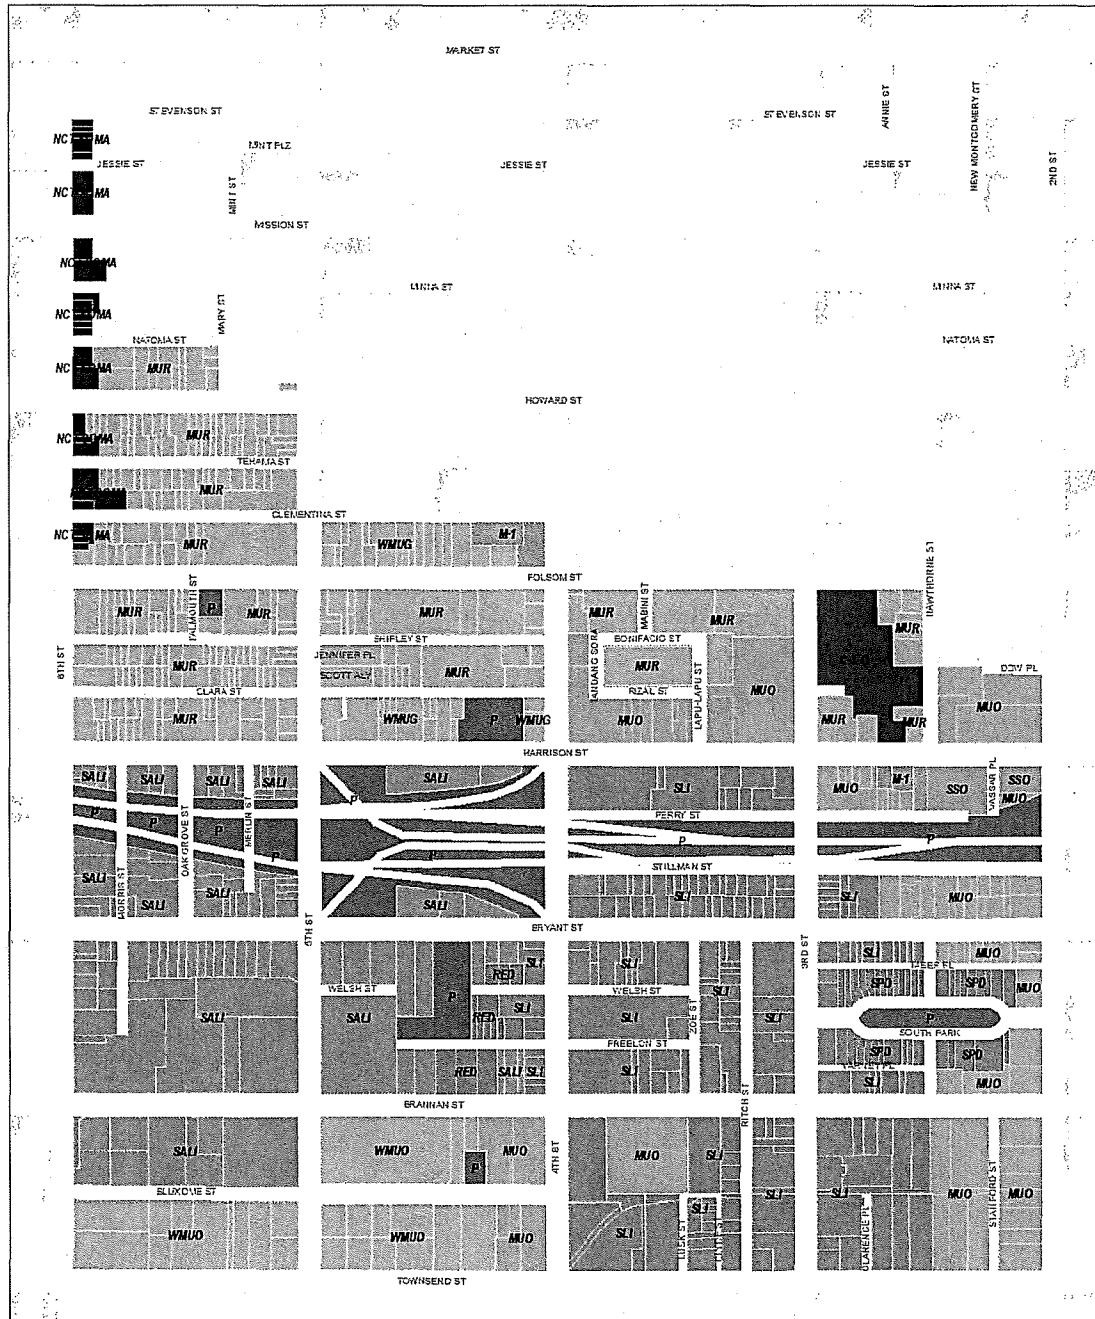 MARKET ST
STEVENSON ST
STEVENSON ST
ANNIE ST
NEW MONTGOMERY ST
MINT PLZ
JESSIE ST
JESSIE ST
JESSIE ST
MINT ST
2ND ST
MISSION ST
MINNA ST
MINNA ST
MARY ST
NATOMA ST
NATOMA ST
MUR
HOWARD ST
MUR
TEHAMA ST
MUR
CLEMENTINA ST
MUR
WMUG
M-1
FOLSOM ST
HAWTHORNE ST
MUR
FALMOUTH ST
P
MUR
MUR
MUR
MABINI ST
MUR
MUR
SHIPLEY ST
BONIFACIO ST
6TH ST
MUR
JENNIFER PL
SCOTT ALY
MUR
MUR
MUO
DOW PL
MUO
CLARA ST
RIZAL ST
LAPU-LAPU ST
MUR
WMUG
P
WMUG
MUO
MUR
MUR
HARRISON ST
SALI
SALI
SALI
SALI
SALI
SLI
MUO
M-1
SSO
SSO
VASSAR PL
MUO
P
P
P
P
P
PERRY ST
OAK GROVE ST
MERLIN ST
P
P
P
STILLMAN ST
SALI
MORRIS ST
SALI
SALI
SALI
SLI
SLI
MUO
5TH ST
BRYANT ST
3RD ST
SLI
SLI
SLI
MUO
RED
SPD
SPD
MUO
WELSH ST
P
WELSH ST
SLI
SLI
SALI
SALI
RED
SLI
SLI
ZOE ST
P
SOUTH PARK
FREELON ST
RED
SALI
SLI
SLI
SPD
SPD
SLI
MUO
BRANNAN ST
RITCH ST
SALI
WMUO
MUO
P
4TH ST
MUO
SLI
SLI
SLI
MUO
STANFORD ST
MUO
BLUXOME ST
WMUO
WMUO
MUO
SLI
LUSK ST
SLI
CLARENCE PL
TOWNSEND ST